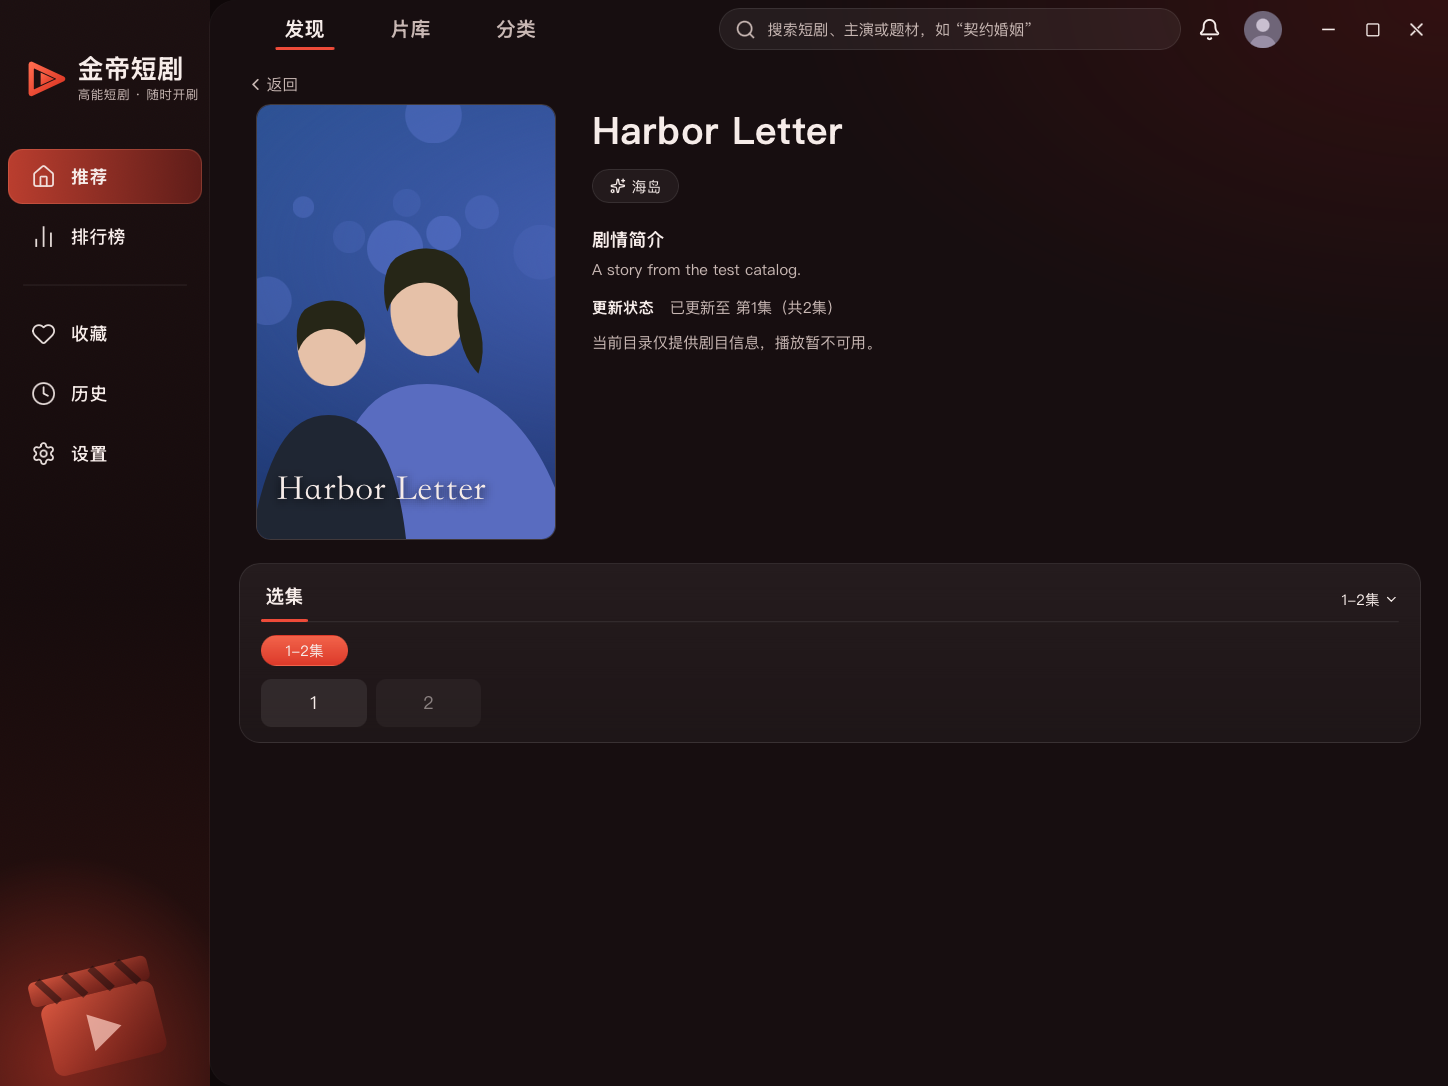 金帝短剧
高能短剧 · 随时开刷
推荐
排行榜
收藏
历史
设置
发现 片库 分类
搜索短剧、主演或题材，如“契约婚姻”
返回
Harbor Letter
Harbor Letter
海岛
剧情简介
A story from the test catalog.
更新状态 已更新至 第1集（共2集）
当前目录仅提供剧目信息，播放暂不可用。
选集
1-2集
1-2集
1 2